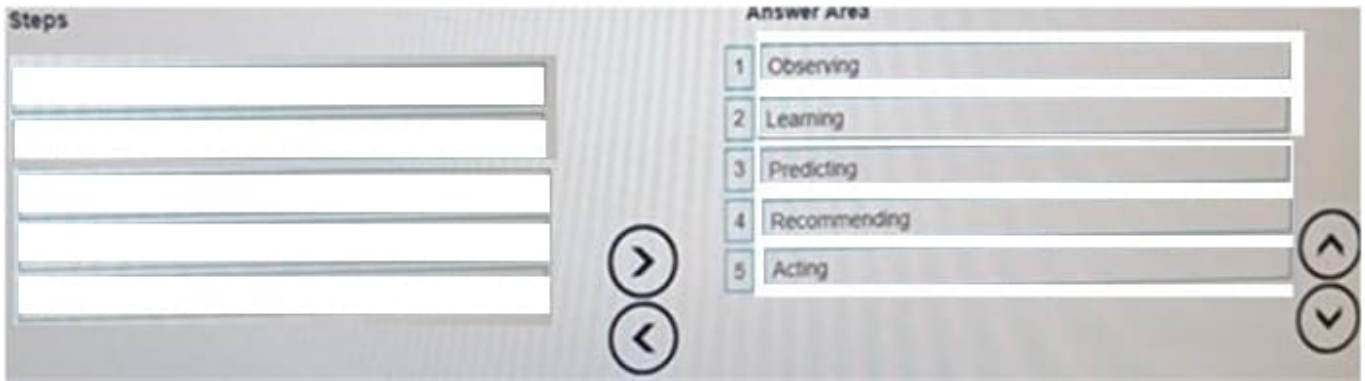 Steps
Answer Area
1 Observing
2 Learning
3 Predicting
4 Recommending
5 Acting